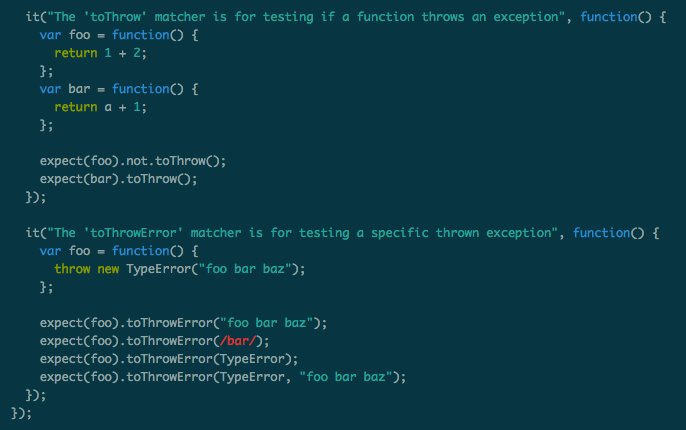 it("The 'toThrow' matcher is for testing if a function throws an exception", function() {
var foo = function() {
return 1 + 2;
};
var bar = function() {
return a + 1;
};
expect(foo).not.toThrow();
expect(bar).toThrow();
});
it("The 'toThrowError' matcher is for testing a specific thrown exception", function() {
var foo = function() {
throw new TypeError("foo bar baz");
};
expect(foo).toThrowError("foo bar baz");
expect(foo).toThrowError(/bar/);
expect(foo).toThrowError(TypeError);
expect(foo).toThrowError(TypeError, "foo bar baz");
});
});